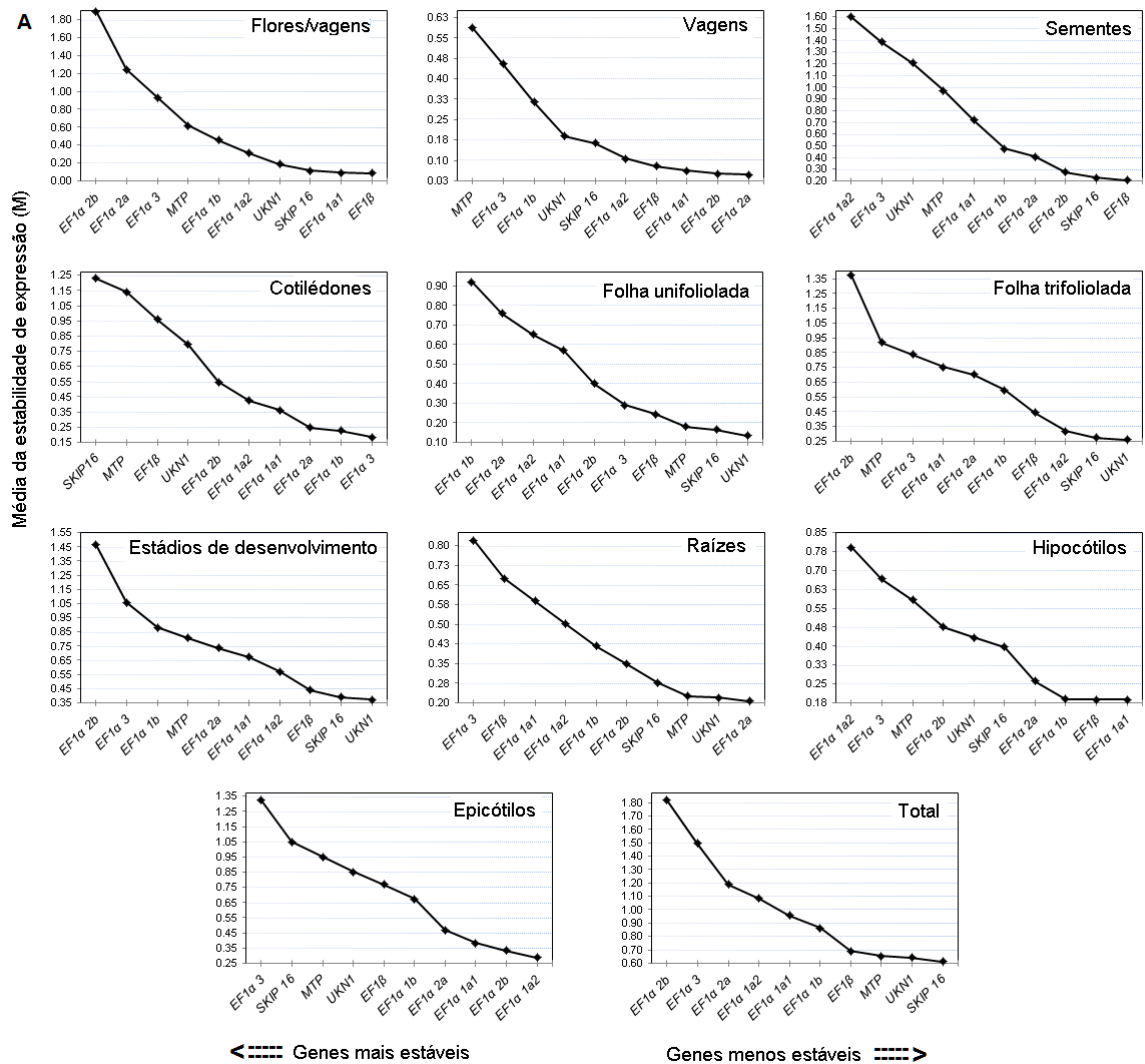 A
Média da estabilidade de expressão (M)
Flores/vagens
1.80
1.60
1.40
1.20
1.00
0.80
0.60
0.40
0.20
0.00
EF1α 2b
EF1α 2a
EF1α 3
MTP
EF1α 1b
EF1α 1a2
UKN1
SKIP 16
EF1α 1a1
EF1β
Vagens
0.63
0.55
0.48
0.40
0.33
0.25
0.18
0.10
0.03
MTP
EF1α 3
EF1α 1b
UKN1
SKIP 16
EF1α 1a2
EF1β
EF1α 1a1
EF1α 2b
EF1α 2a
Sementes
1.60
1.50
1.40
1.30
1.20
1.10
1.00
0.90
0.80
0.70
0.60
0.50
0.40
0.30
0.20
EF1α 1a2
EF1α 3
UKN1
MTP
EF1α 1a1
EF1α 1b
EF1α 2a
EF1α 2b
SKIP 16
EF1β
Cotilédones
1.25
1.15
1.05
0.95
0.85
0.75
0.65
0.55
0.45
0.35
0.25
0.15
SKIP16
MTP
EF1β
UKN1
EF1α 2b
EF1α 1a2
EF1α 1a1
EF1α 2a
EF1α 1b
EF1α 3
Folha unifoliolada
0.90
0.80
0.70
0.60
0.50
0.40
0.30
0.20
0.10
EF1α 1b
EF1α 2a
EF1α 1a2
EF1α 1a1
EF1α 2b
EF1α 3
EF1β
MTP
SKIP 16
UKN1
Folha trifoliolada
1.35
1.25
1.15
1.05
0.95
0.85
0.75
0.65
0.55
0.45
0.35
0.25
EF1α 2b
MTP
EF1α 3
EF1α 1a1
EF1α 2a
EF1α 1b
EF1β
EF1α 1a2
SKIP 16
UKN1
Estádios de desenvolvimento
1.55
1.45
1.35
1.25
1.15
1.05
0.95
0.85
0.75
0.65
0.55
0.45
0.35
EF1α 2b
EF1α 3
EF1α 1b
MTP
EF1α 2a
EF1α 1a1
EF1α 1a2
EF1β
SKIP 16
UKN1
Raízes
0.80
0.73
0.65
0.58
0.50
0.43
0.35
0.28
0.20
EF1α 3
EF1β
EF1α 1a1
EF1α 1a2
EF1α 1b
EF1α 2b
SKIP 16
MTP
UKN1
EF1α 2a
Hipocótilos
0.85
0.78
0.70
0.63
0.55
0.48
0.40
0.33
0.25
0.18
EF1α 1a2
EF1α 3
MTP
EF1α 2b
UKN1
SKIP 16
EF1α 2a
EF1α 1b
EF1β
EF1α 1a1
Epicótilos
1.35
1.25
1.15
1.05
0.95
0.85
0.75
0.65
0.55
0.45
0.35
0.25
EF1α 3
SKIP 16
MTP
UKN1
EF1β
EF1α 1b
EF1α 2a
EF1α 1a1
EF1α 2b
EF1α 1a2
Total
1.80
1.70
1.60
1.50
1.40
1.30
1.20
1.10
1.00
0.90
0.80
0.70
0.60
EF1α 2b
EF1α 3
EF1α 2a
EF1α 1a2
EF1α 1a1
EF1α 1b
EF1β
MTP
UKN1
SKIP 16
Genes mais estáveis
Genes menos estáveis